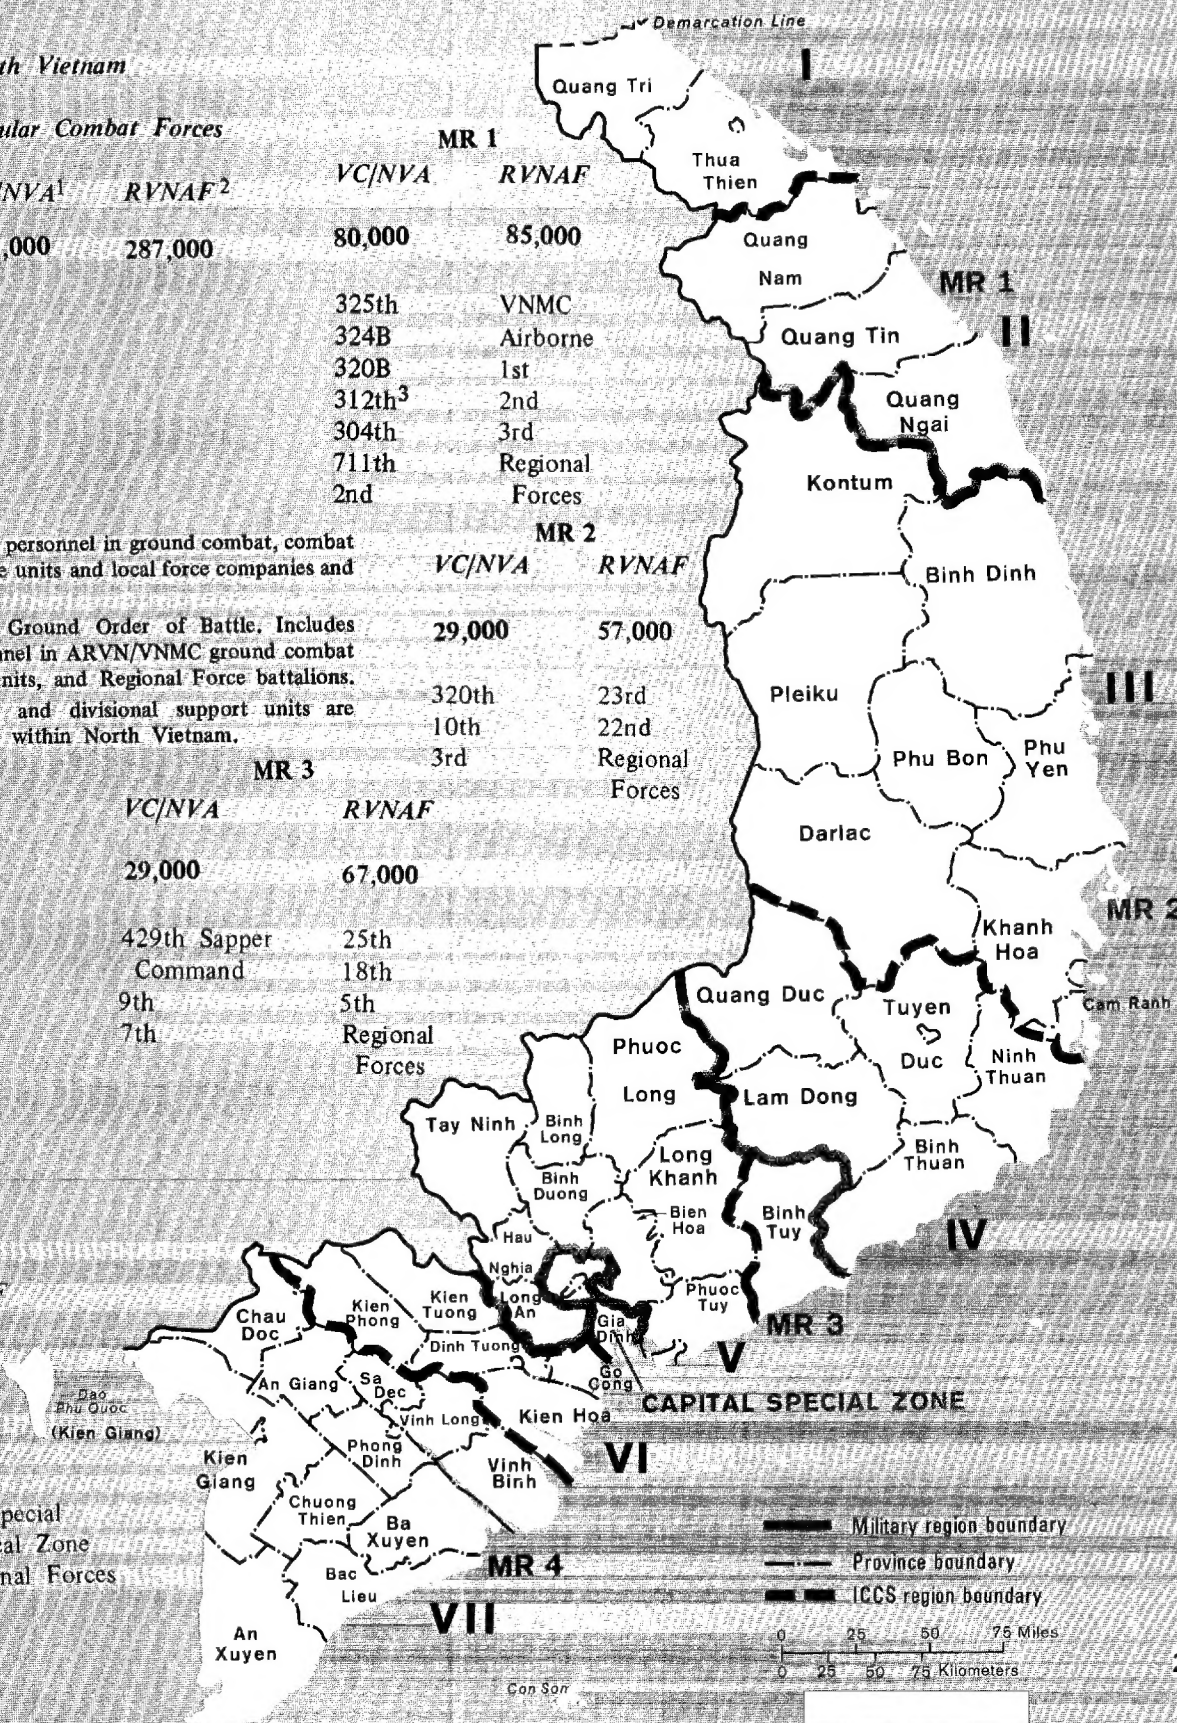 Demarcation Line
th Vietnam
ular Combat Forces
/NVA1 RVNAF2
,000 287,000
MR 1
VC/NVA RVNAF
80,000 85,000
325th VNMC
324B Airborne
320B 1st
312th3 2nd
304th 3rd
711th Regional
2nd Forces
personnel in ground combat, combat
e units and local force companies and
Ground Order of Battle. Includes
nel in ARVN/VNMC ground combat
nits, and Regional Force battalions.
and divisional support units are
within North Vietnam.
MR 2
VC/NVA RVNAF
29,000 57,000
320th 23rd
10th 22nd
3rd Regional
Forces
MR 3
VC/NVA RVNAF
29,000 67,000
429th Sapper 25th
Command 18th
9th 5th
7th Regional
Forces
I
Quang Tri
Thua
Thien
Quang
Nam
MR 1
II
Quang Tin
Quang
Ngai
Kontum
Binh Dinh
III
Pleiku
Phu Bon
Phu
Yen
Darlac
MR 2
Khanh
Hoa
Cam Ranh
Quang Duc
Tuyen
Duc
Ninh
Thuan
Phuoc
Long
Lam Dong
Tay Ninh
Binh
Long
Long
Khanh
Binh
Thuan
Binh
Duong
Bien
Hoa
Binh
Tuy
IV
Hau
Nghia
Phuoc
Tuy
Long
An
Gia
Dinh
MR 3
V
Kien
Tuong
Kien
Phong
Chau
Doc
Dinh Tuong
Go
Cong
CAPITAL SPECIAL ZONE
An Giang
Sa
Dec
Vinh Long
Kien Hoa
VI
Dao
Phu Quoc
(Kien Giang)
Kien
Giang
Phong
Dinh
Vinh
Binh
Chuong
Thien
Ba
Xuyen
pecial
al Zone
nal Forces
MR 4
Bac
Lieu
VII
An
Xuyen
Con Son
Military region boundary
Province boundary
ICCS region boundary
0 25 50 75 Miles
0 25 50 75 Kilometers